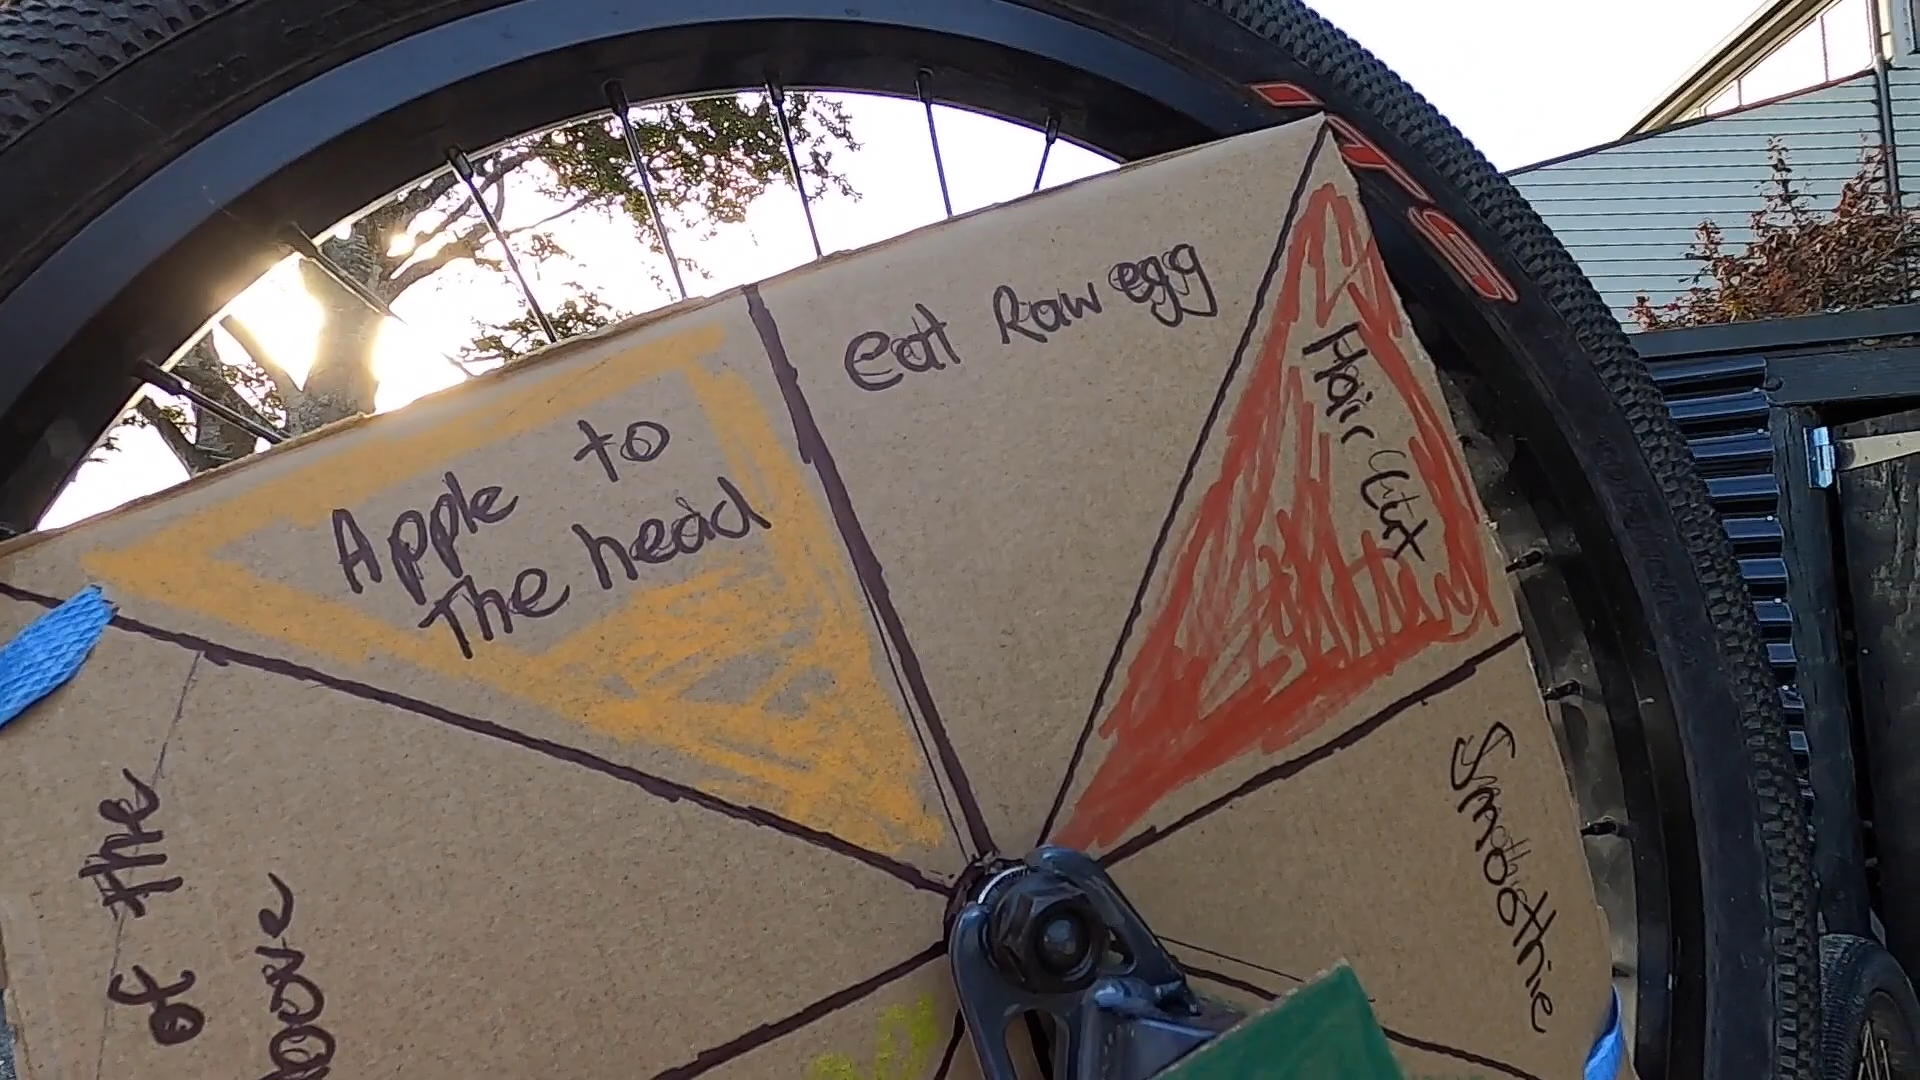 Apple to
The head
eat Raw egg
Hair Cut
Smoothie
of the